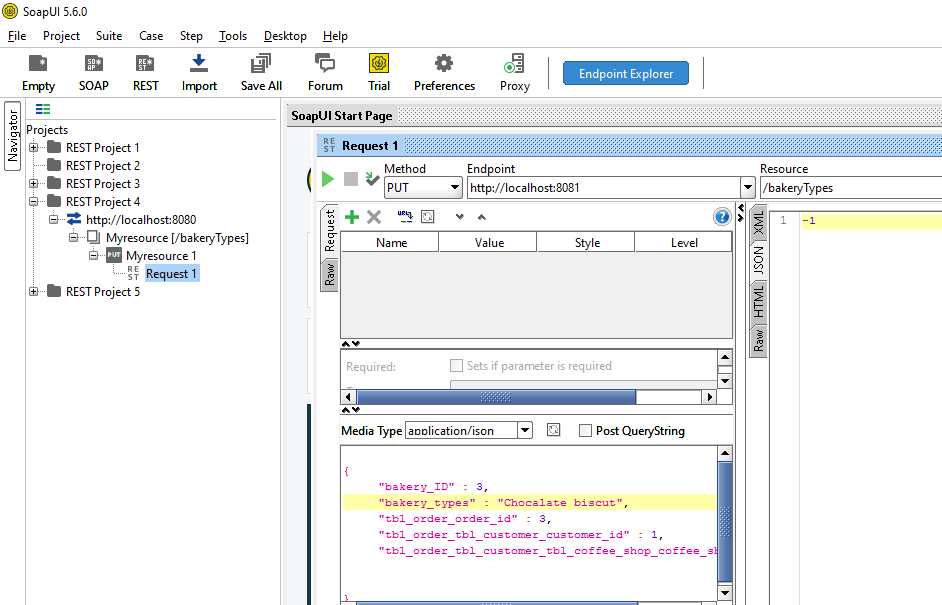 SoapUI 5.6.0
File Project Suite Case Step Tools Desktop Help
Empty SOAP REST Import Save All Forum Trial Preferences Proxy Endpoint Explorer
Navigator
Projects
REST Project 1
REST Project 2
REST Project 3
REST Project 4
http://localhost:8080
Myresource [/bakeryTypes]
PUT Myresource 1
REST Request 1
REST Project 5
SoapUI Start Page
REST Request 1
Method Endpoint Resource
PUT http://localhost:8081 /bakeryTypes
Request
Raw
Name Value Style Level
Required: Sets if parameter is required
Media Type application/json Post QueryString
{
"bakery_ID" : 3,
"bakery_types" : "Chocalate biscut",
"tbl_order_order_id" : 3,
"tbl_order_tbl_customer_customer_id" : 1,
"tbl_order_tbl_customer_tbl_coffee_shop_coffee_sh
}
XML
JSON
HTML
Raw
1 -1